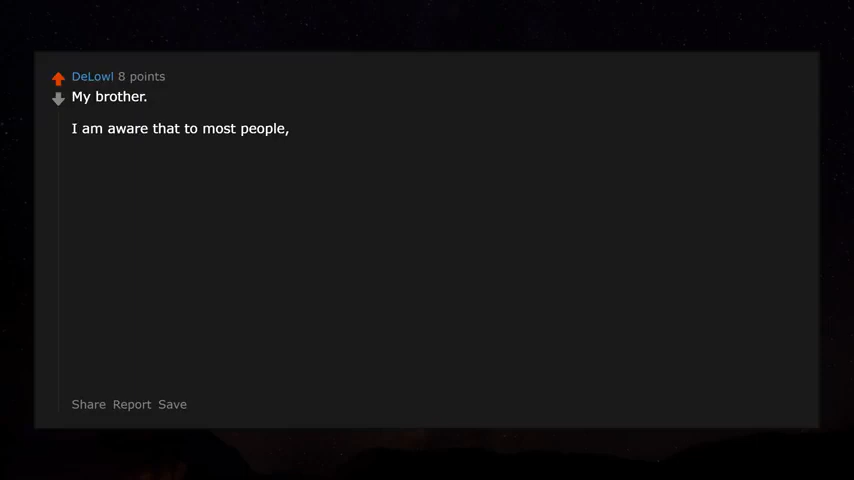 DeLowl 8 points
My brother.
I am aware that to most people,
Share Report Save